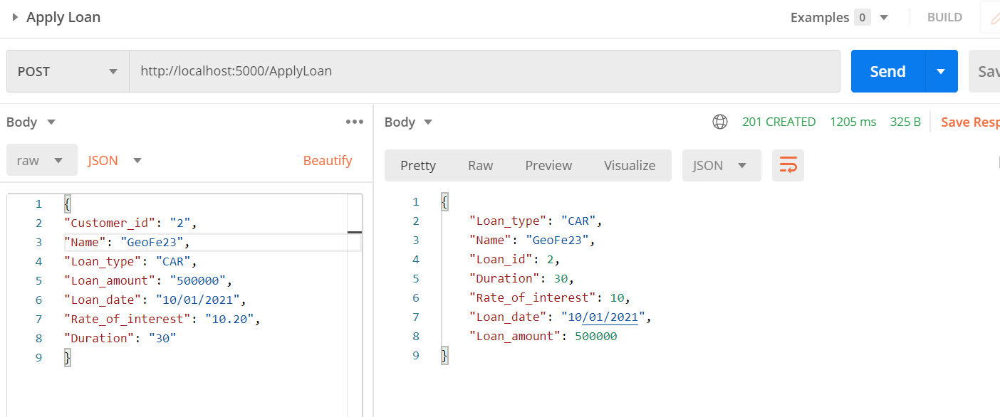 Apply Loan
Examples 0
BUILD
POST
http://localhost:5000/ApplyLoan
Send
Sav
Body
raw
JSON
Beautify
1 {
2 "Customer_id": "2",
3 "Name": "GeoFe23",
4 "Loan_type": "CAR",
5 "Loan_amount": "500000",
6 "Loan_date": "10/01/2021",
7 "Rate_of_interest": "10.20",
8 "Duration": "30"
9 }
Body
201 CREATED 1205 ms 325 B
Save Resp
Pretty Raw Preview Visualize JSON
1 {
2 "Loan_type": "CAR",
3 "Name": "GeoFe23",
4 "Loan_id": 2,
5 "Duration": 30,
6 "Rate_of_interest": 10,
7 "Loan_date": "10/01/2021",
8 "Loan_amount": 500000
9 }